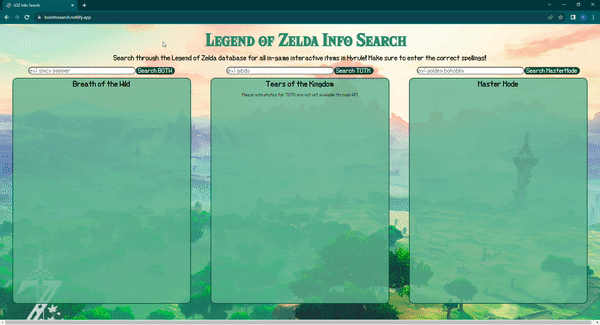 LOZ Info Search
lozinfosearch.netlify.app
Legend of Zelda Info Search
Search through the Legend of Zelda database for all in-game interactive items in Hyrule! Make sure to enter the correct spellings!
ex) spicy pepper Search BOTW
ex) gibdo Search TOTK
ex) golden bokoblin Search MasterMode
Breath of the Wild
Tears of the Kingdom
Master Mode
Please note photos for TOTK are not yet available through API.